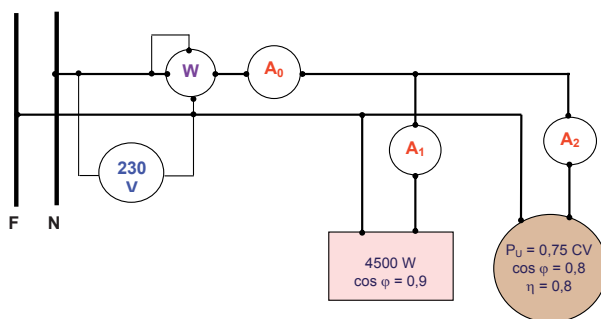 W
A₀
A₁
A₂
230
V
F N
4500 W
cos φ = 0,9
Pᵤ = 0,75 CV
cos φ = 0,8
η = 0,8